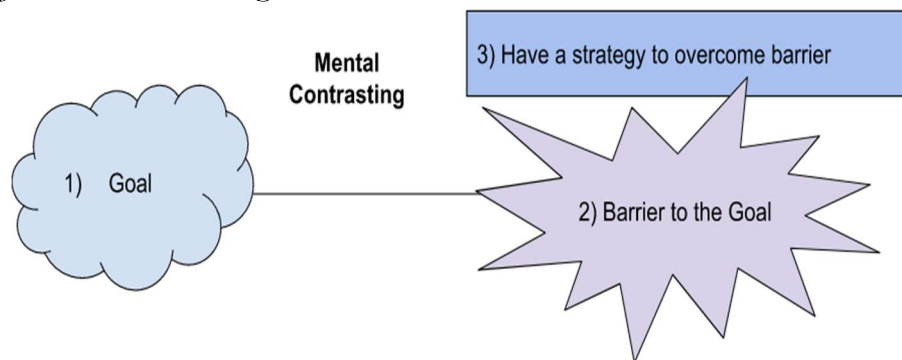 Mental
Contrasting
3) Have a strategy to overcome barrier
1) Goal
2) Barrier to the Goal